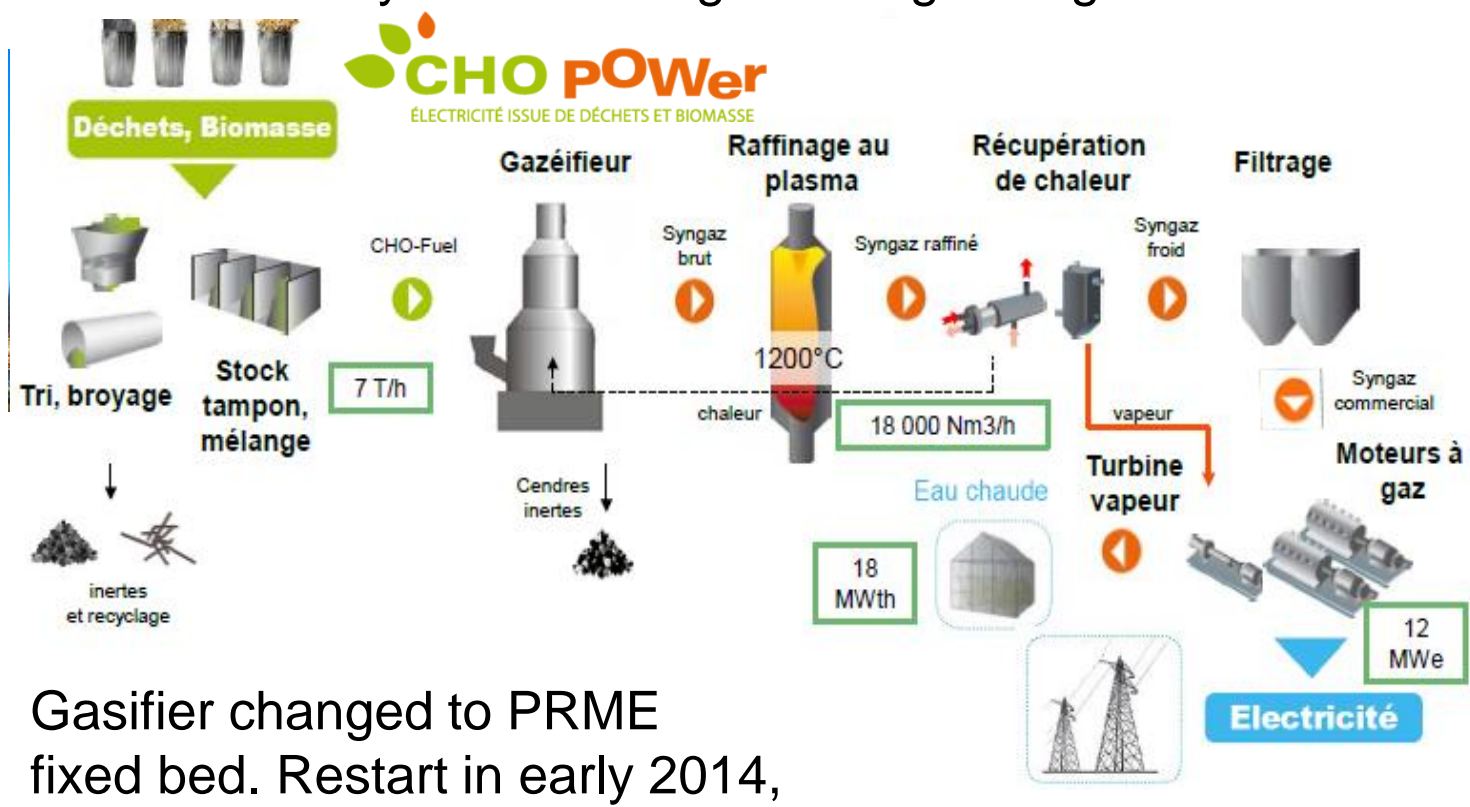 CHO POWer
ÉLECTRICITÉ ISSUE DE DÉCHETS ET BIOMASSE
Déchets, Biomasse
Gazéifieur
Raffinage au
plasma
Récupération
de chaleur
Filtrage
CHO-Fuel
Syngaz
brut
Syngaz raffiné
Syngaz
froid
1200°C
Tri, broyage
Stock
tampon,
mélange
7 T/h
chaleur
18 000 Nm3/h
vapeur
Syngaz
commercial
Cendres
inertes
Eau chaude
Turbine
vapeur
Moteurs à
gaz
inertes
et recyclage
18
MWth
12
MWe
Electricité
Gasifier changed to PRME
fixed bed. Restart in early 2014,